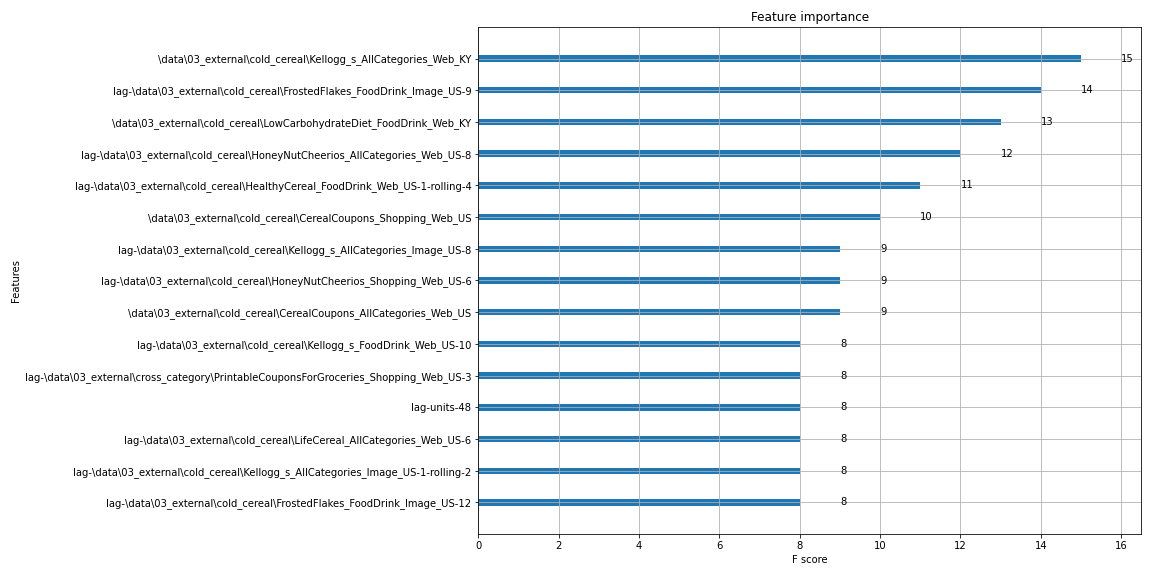 Feature importance
\data\03_external\cold_cereal\Kellogg_s_AllCategories_Web_KY 15
lag-\data\03_external\cold_cereal\FrostedFlakes_FoodDrink_Image_US-9 14
\data\03_external\cold_cereal\LowCarbohydrateDiet_FoodDrink_Web_KY 13
lag-\data\03_external\cold_cereal\HoneyNutCheerios_AllCategories_Web_US-8 12
lag-\data\03_external\cold_cereal\HealthyCereal_FoodDrink_Web_US-1-rolling-4 11
\data\03_external\cold_cereal\CerealCoupons_Shopping_Web_US 10
lag-\data\03_external\cold_cereal\Kellogg_s_AllCategories_Image_US-8 9
lag-\data\03_external\cold_cereal\HoneyNutCheerios_Shopping_Web_US-6 9
\data\03_external\cold_cereal\CerealCoupons_AllCategories_Web_US 9
lag-\data\03_external\cold_cereal\Kellogg_s_FoodDrink_Web_US-10 8
lag-\data\03_external\cross_category\PrintableCouponsForGroceries_Shopping_Web_US-3 8
lag-units-48 8
lag-\data\03_external\cold_cereal\LifeCereal_AllCategories_Web_US-6 8
lag-\data\03_external\cold_cereal\Kellogg_s_AllCategories_Image_US-1-rolling-2 8
lag-\data\03_external\cold_cereal\FrostedFlakes_FoodDrink_Image_US-12 8
Features
0 2 4 6 8 10 12 14 16
F score